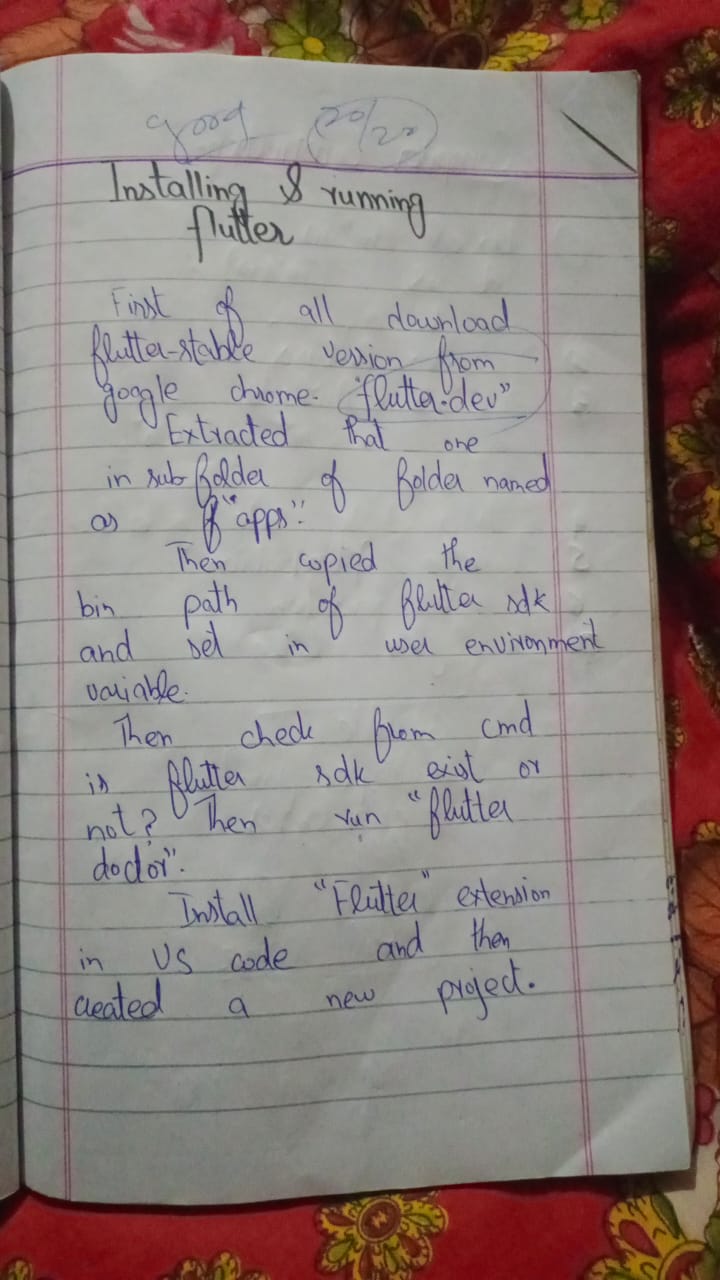 good 20/20
Installing & running
flutter
First of all download
flutter-stable version from
google chrome. "flutter.dev"
Extracted that one
in sub folder of folder named
as "apps".
Then copied the
bin path of flutter sdk
and set in user environment
variable.
Then check from cmd
is flutter sdk exist or
not? Then run "flutter
doctor".
Install "Flutter" extension
in VS code and then
created a new project.